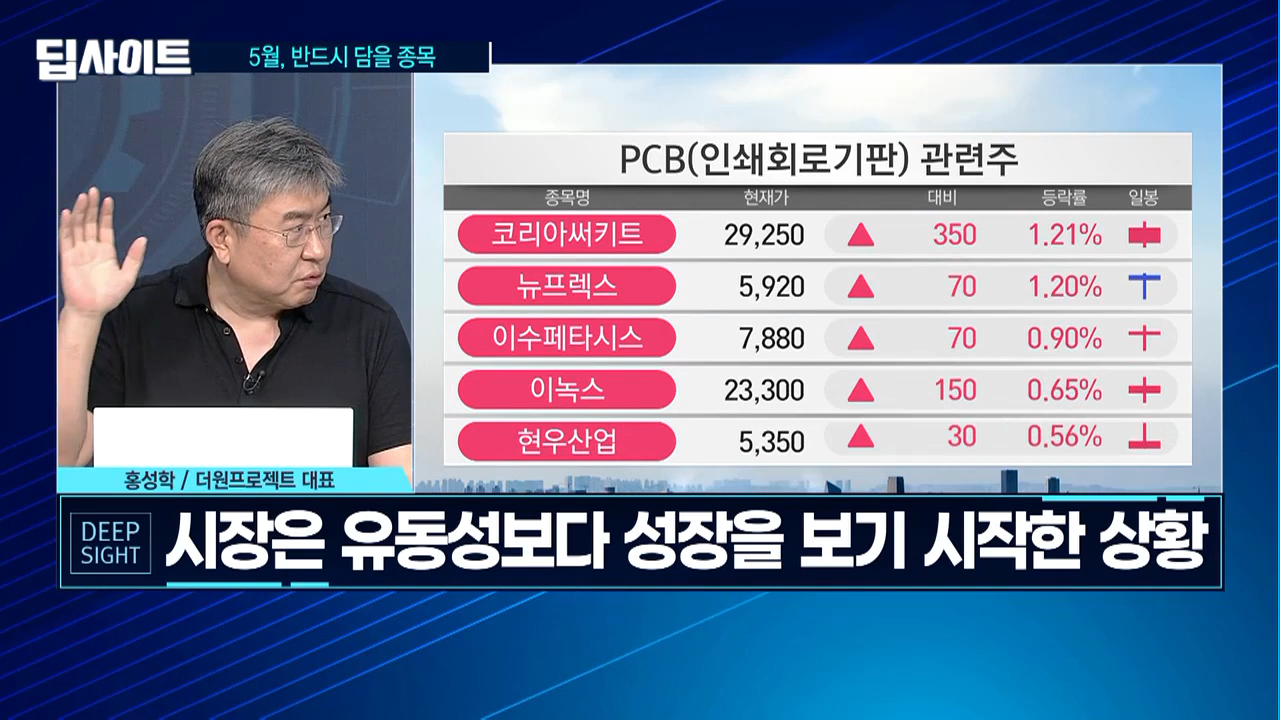 딥사이트
5월, 반드시 담을 종목
PCB(인쇄회로기판) 관련주
종목명 현재가 대비 등락률 일봉
코리아써키트 29,250 ▲ 350 1.21%
뉴프렉스 5,920 ▲ 70 1.20%
이수페타시스 7,880 ▲ 70 0.90%
이녹스 23,300 ▲ 150 0.65%
현우산업 5,350 ▲ 30 0.56%
홍성학 / 더원프로젝트 대표
DEEP
SIGHT
시장은 유동성보다 성장을 보기 시작한 상황